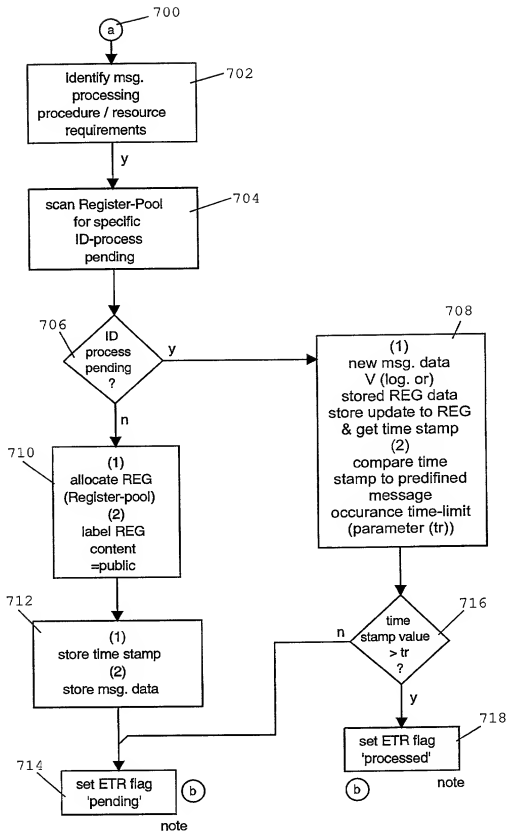 a
700
Identify msg.
processing
procedure / resource
requirements
702
y
scan Register-Pool
for specific
ID-process
pending
704
706
ID
process
pending
?
y
n
708
(1)
new msg. data
V (log. or)
stored REG data
store update to REG
& get time stamp
(2)
compare time
stamp to predifined
message
occurance time-limit
(parameter (tr))
710
(1)
allocate REG
(Register-pool)
(2)
label REG
content
=public
712
(1)
store time stamp
(2)
store msg. data
n
time
stamp value
> tr
?
716
y
714
set ETR flag
'pending'
b
note
set ETR flag
'processed'
718
b
note